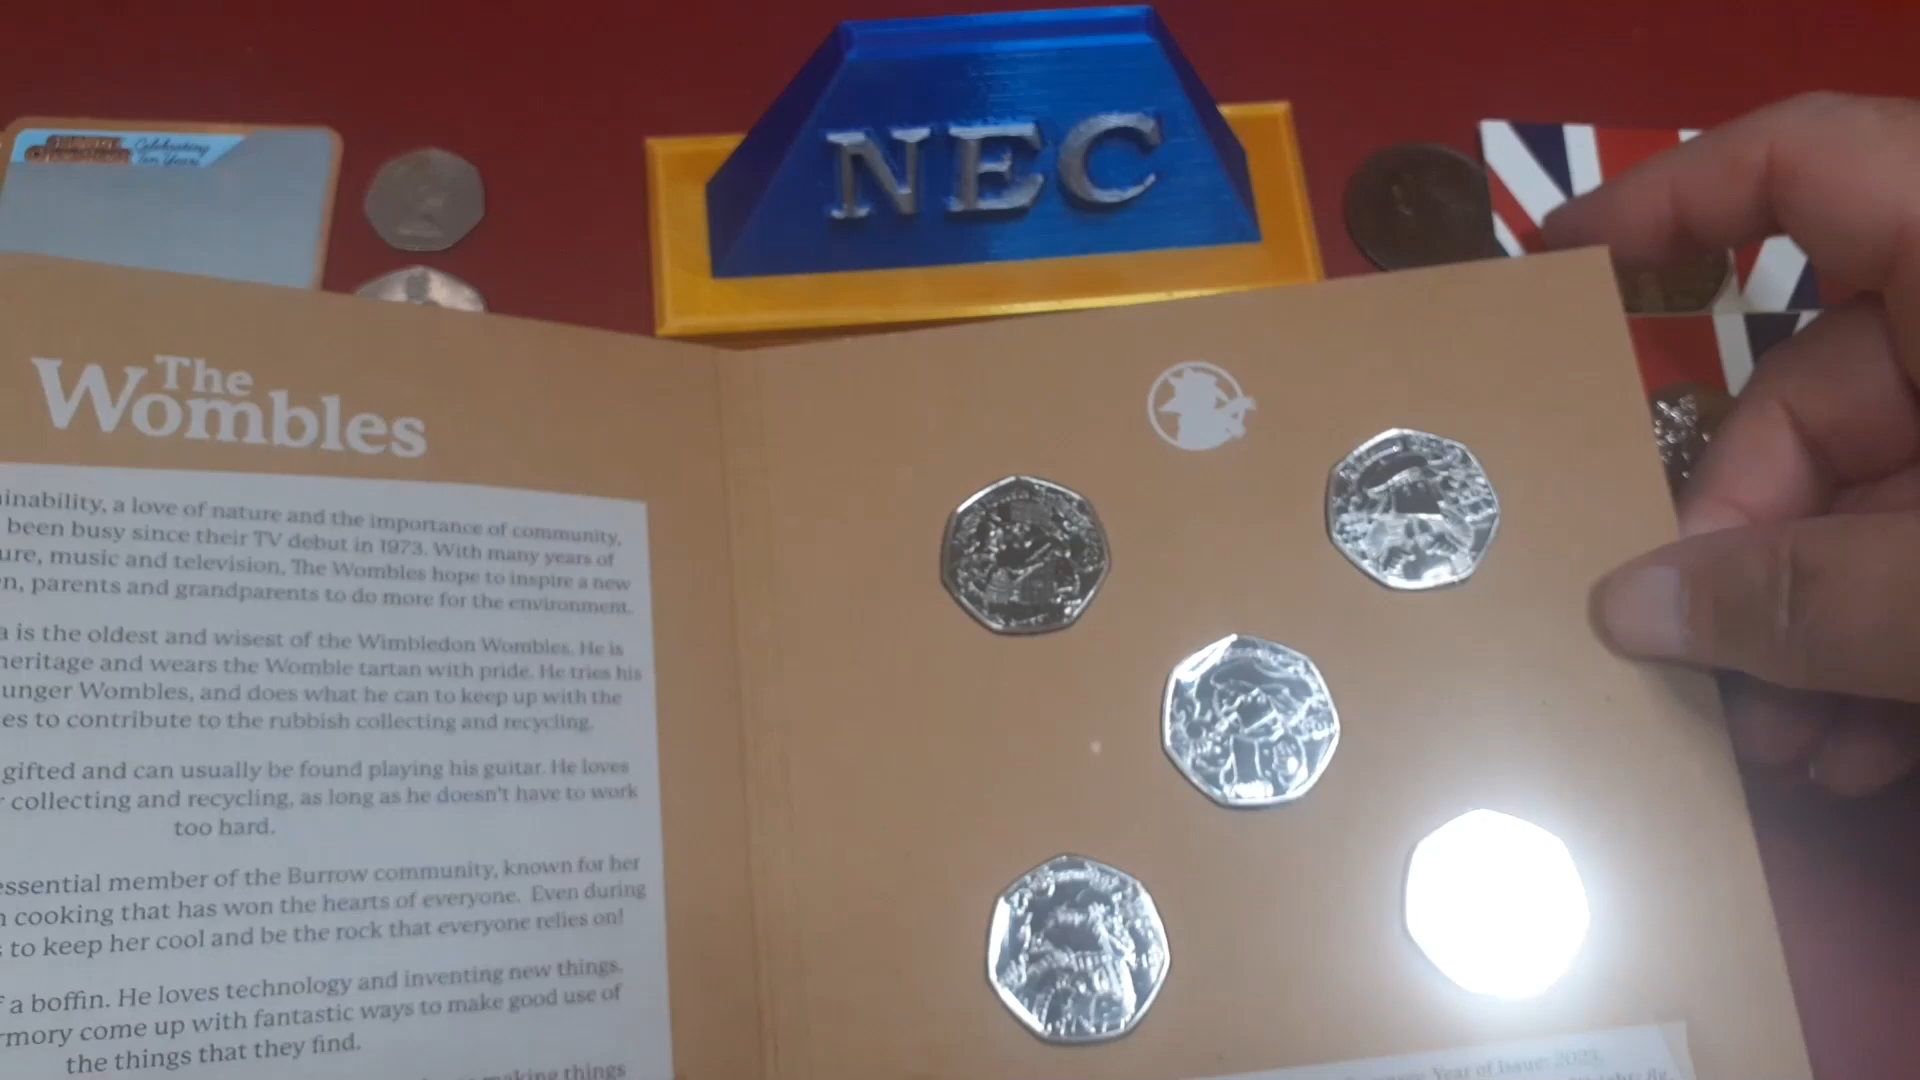 Celebrating
Ten Years
NEC
The
Wombles
inability, a love of nature and the importance of community,
been busy since their TV debut in 1973. With many years of
ure, music and television, The Wombles hope to inspire a new
n, parents and grandparents to do more for the environment.
a is the oldest and wisest of the Wimbledon Wombles. He is
heritage and wears the Womble tartan with pride. He tries his
unger Wombles, and does what he can to keep up with the
es to contribute to the rubbish collecting and recycling.
gifted and can usually be found playing his guitar. He loves
r collecting and recycling, as long as he doesn't have to work
too hard.
essential member of the Burrow community, known for her
n cooking that has won the hearts of everyone. Even during
s to keep her cool and be the rock that everyone relies on!
f a boffin. He loves technology and inventing new things.
rmory come up with fantastic ways to make good use of
the things that they find.
making things
Year of Issue: 2023.